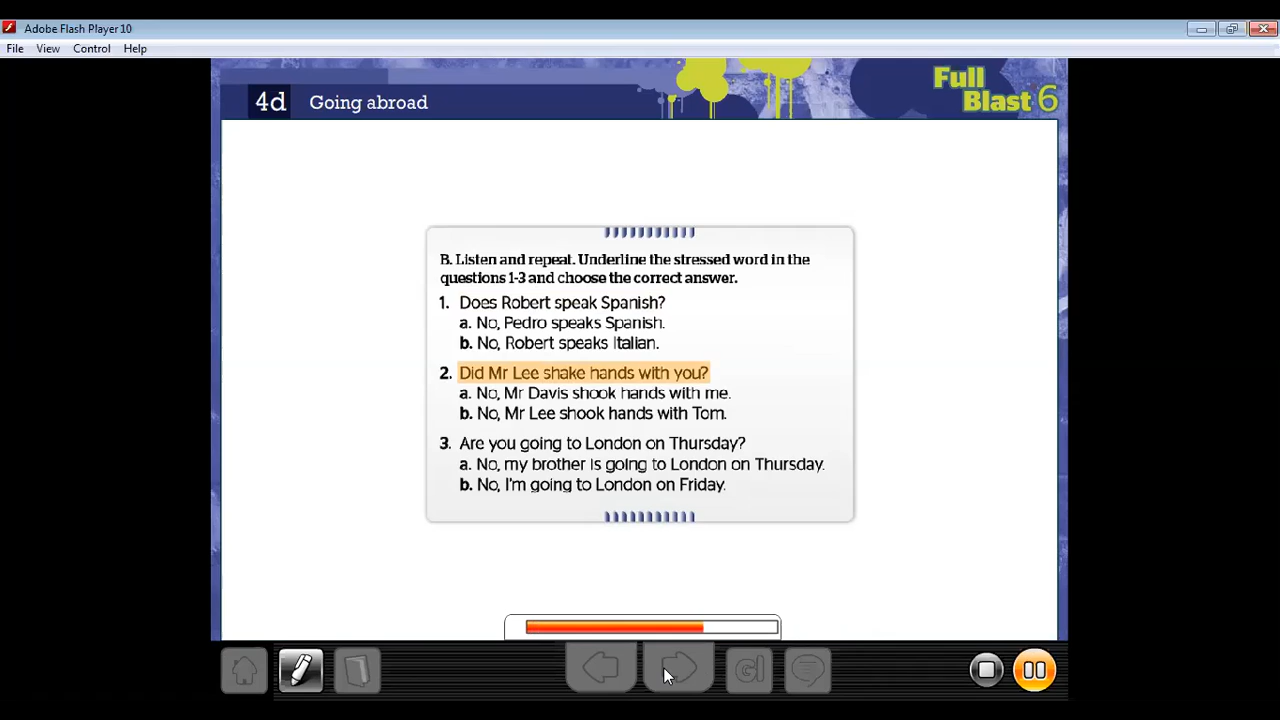 Adobe Flash Player 10
File View Control Help
4d Going abroad
Full
Blast 6
B. Listen and repeat. Underline the stressed word in the
questions 1-3 and choose the correct answer.
1. Does Robert speak Spanish?
a. No, Pedro speaks Spanish.
b. No, Robert speaks Italian.
2. Did Mr Lee shake hands with you?
a. No, Mr Davis shook hands with me.
b. No, Mr Lee shook hands with Tom.
3. Are you going to London on Thursday?
a. No, my brother is going to London on Thursday.
b. No, I'm going to London on Friday.
Gl